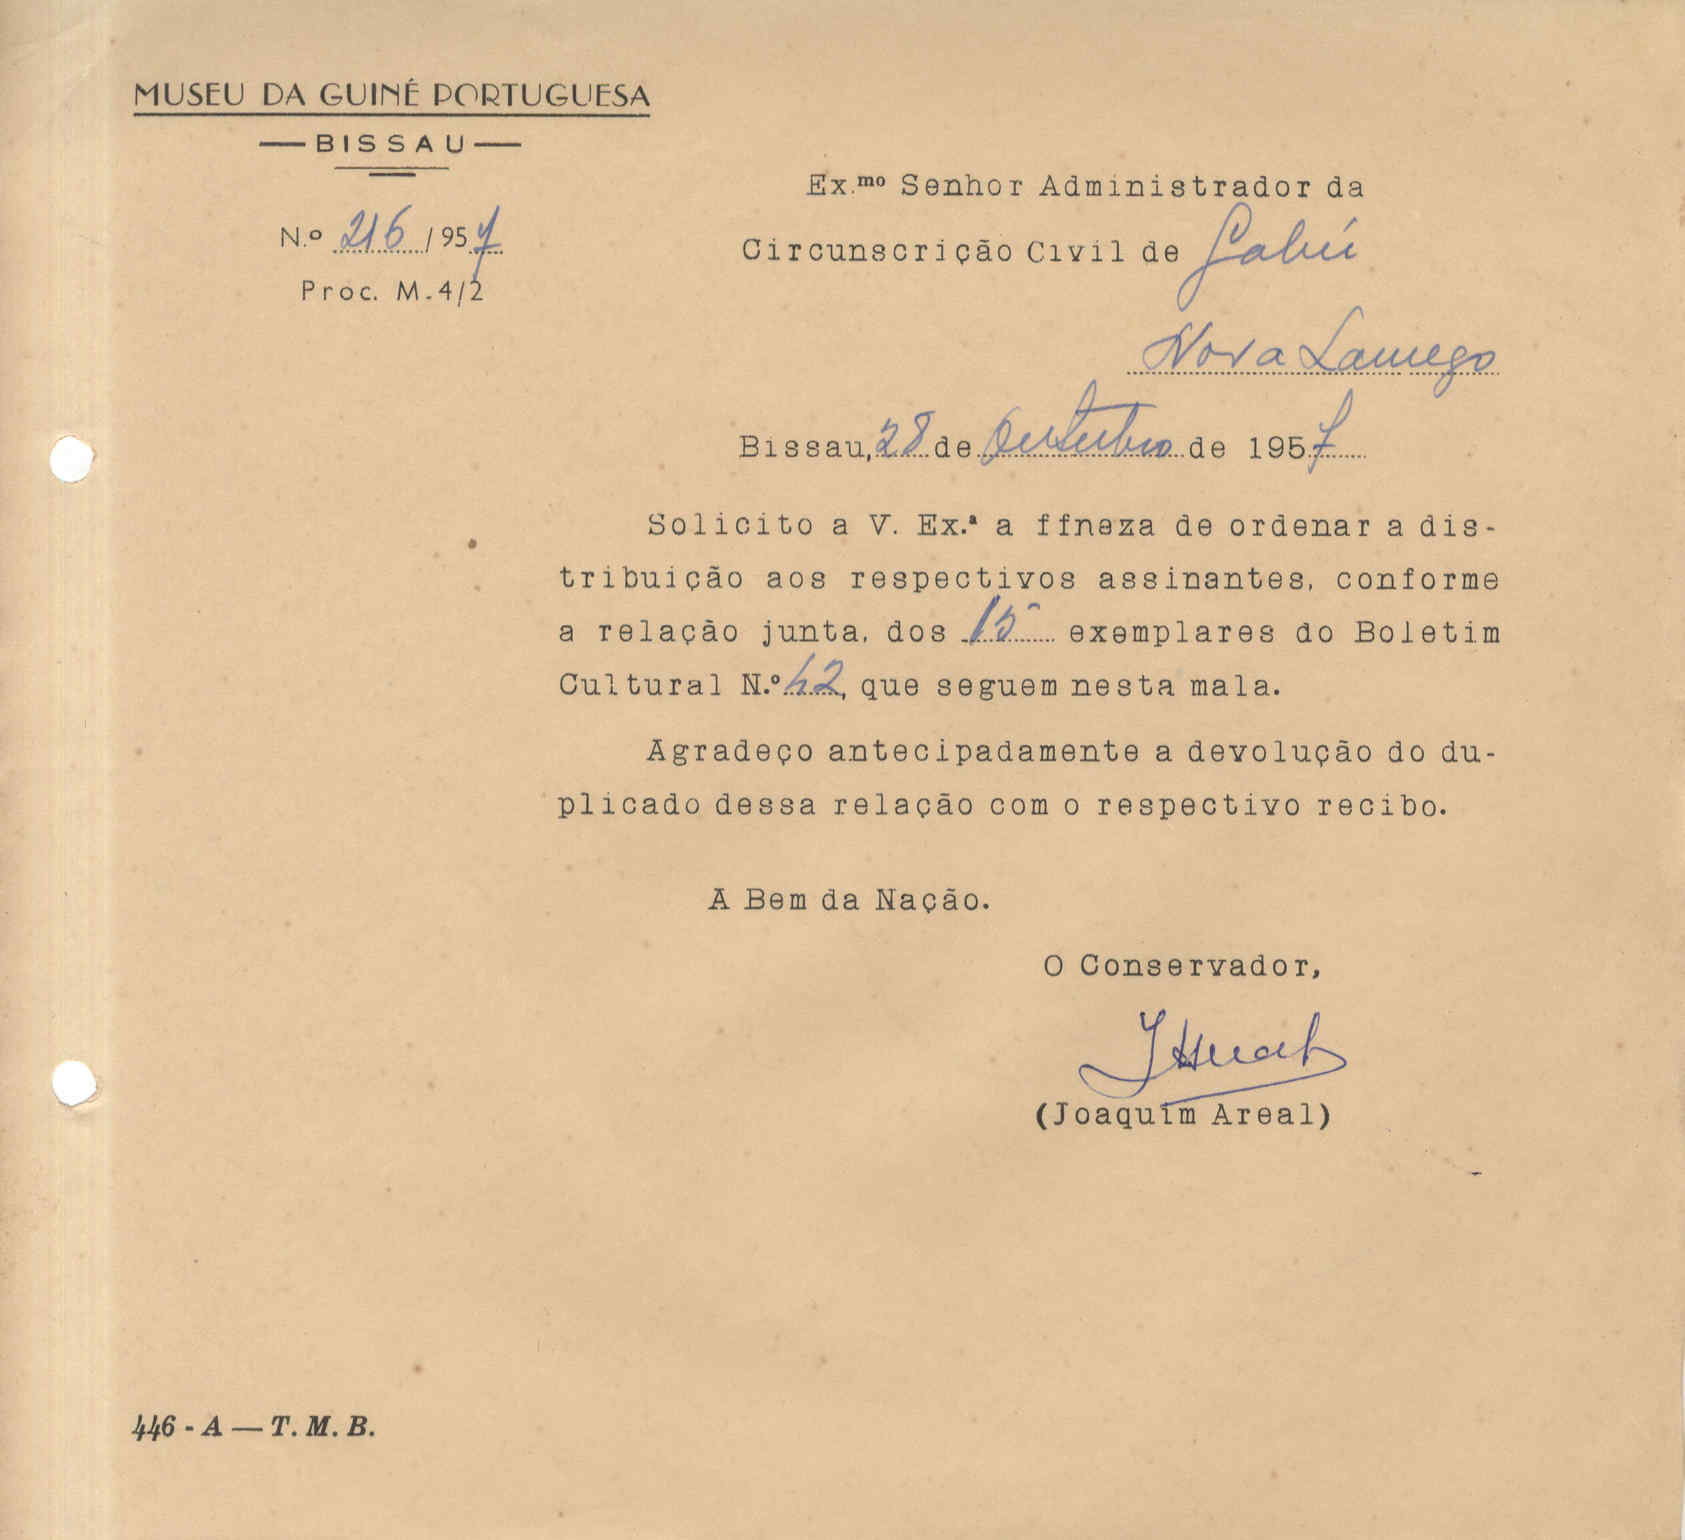 MUSEU DA GUINÉ PORTUGUESA
— BISSAU —
N.º 216 / 957
Proc. M.4/2
Ex.mo Senhor Administrador da
Circunscrição Civil de Gabú
Nova Lamego
Bissau, 28 de Outubro de 1957
Solicito a V. Ex.ª a ffneza de ordenar a dis-
tribuição aos respectivos assinantes, conforme
a relação junta, dos 15 exemplares do Boletim
Cultural N.º 42, que seguem nesta mala.
Agradeço antecipadamente a devolução do du-
plicado dessa relação com o respectivo recibo.
A Bem da Nação.
O Conservador,
(Joaquim Areal)
446 - A — T. M. B.